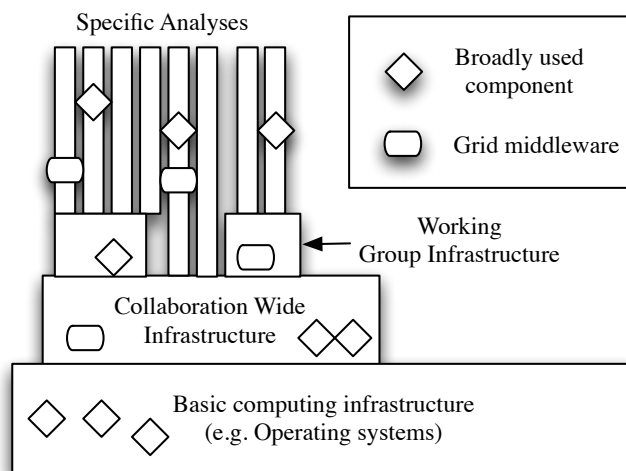 Specific Analyses
Broadly used
component
Grid middleware
Working
Group Infrastructure
Collaboration Wide
Infrastructure
Basic computing infrastructure
(e.g. Operating systems)